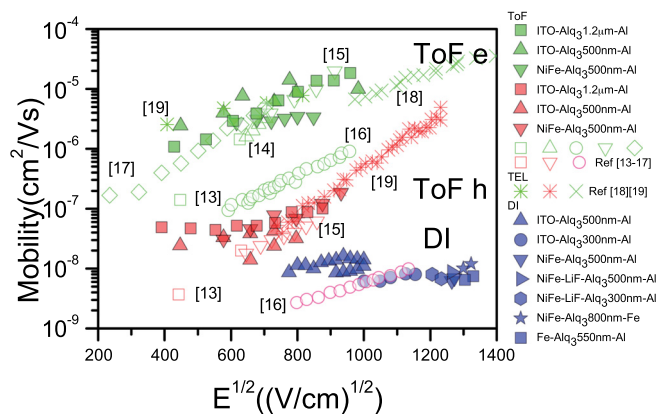 ToF
ITO-Alq₃1.2μm-Al
ITO-Alq₃500nm-Al
NiFe-Alq₃500nm-Al
ITO-Alq₃1.2μm-Al
ITO-Alq₃500nm-Al
NiFe-Alq₃500nm-Al
Ref [13-17]
TEL
Ref [18][19]
DI
ITO-Alq₃500nm-Al
ITO-Alq₃300nm-Al
NiFe-Alq₃500nm-Al
NiFe-LiF-Alq₃500nm-Al
NiFe-LiF-Alq₃300nm-Al
NiFe-Alq₃800nm-Fe
Fe-Alq₃550nm-Al
ToF e
ToF h
DI
[15]
[19]
[18]
[14]
[16]
[17]
[13]
[19]
[15]
[13]
[16]
10⁻⁴
10⁻⁵
10⁻⁶
10⁻⁷
10⁻⁸
10⁻⁹
Mobility(cm²/Vs)
200 400 600 800 1000 1200 1400
E^1/2((V/cm)^1/2)